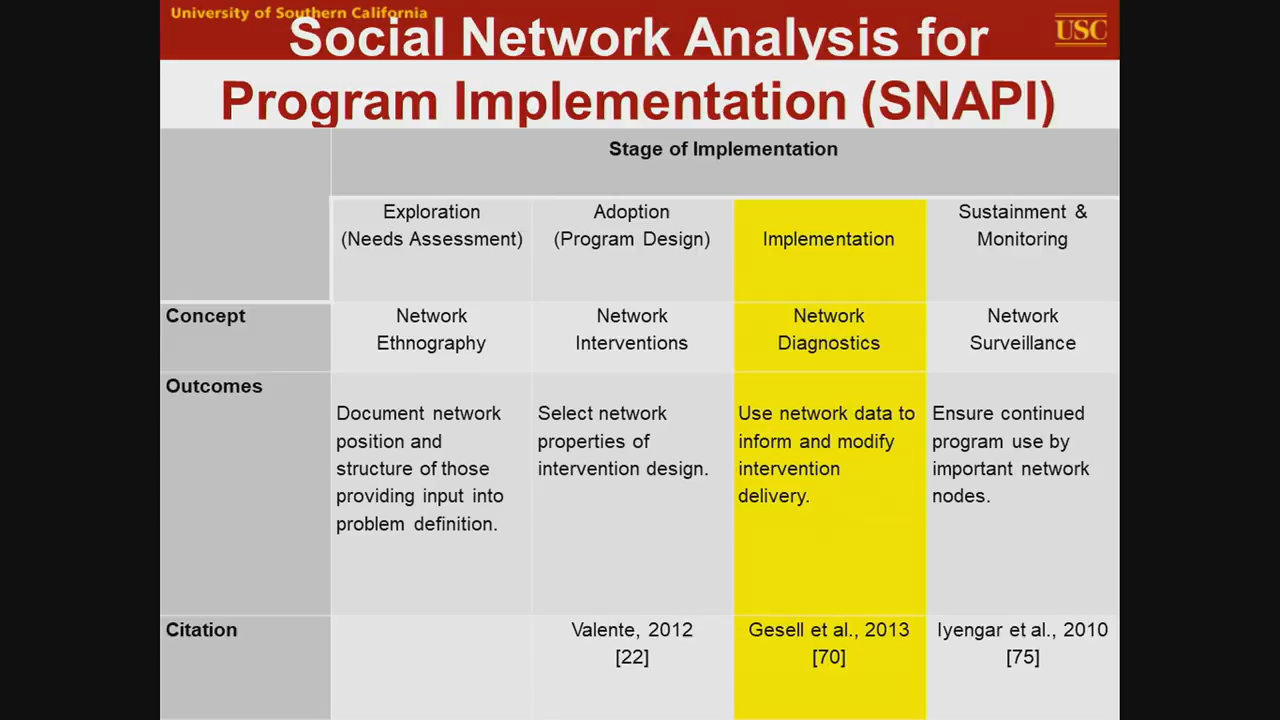 University of Southern California
USC
Social Network Analysis for
Program Implementation (SNAPI)
Stage of Implementation
Exploration
(Needs Assessment)
Adoption
(Program Design)
Implementation
Sustainment &
Monitoring
Concept
Network
Ethnography
Network
Interventions
Network
Diagnostics
Network
Surveillance
Outcomes
Document network
position and
structure of those
providing input into
problem definition.
Select network
properties of
intervention design.
Use network data to
inform and modify
intervention
delivery.
Ensure continued
program use by
important network
nodes.
Citation
Valente, 2012
[22]
Gesell et al., 2013
[70]
Iyengar et al., 2010
[75]